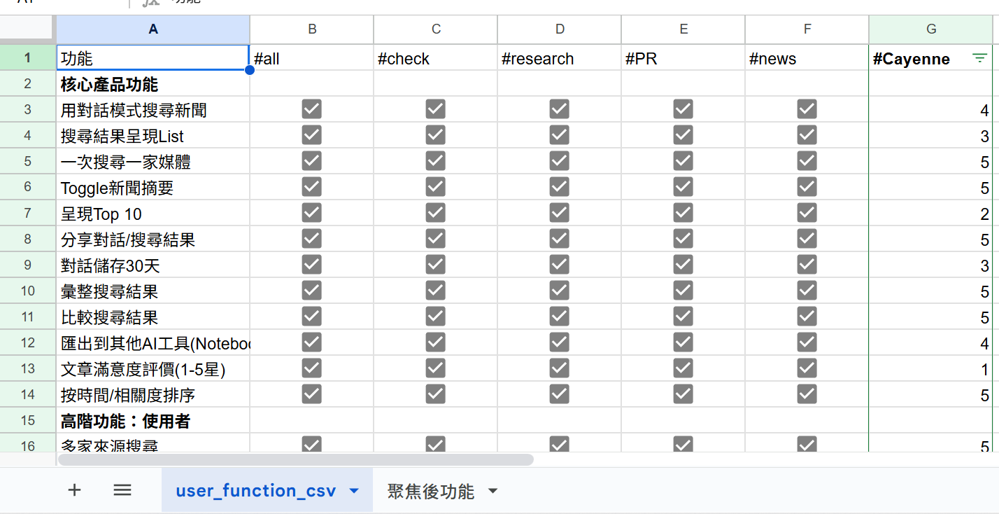 A B C D E F G
1 功能 #all #check #research #PR #news #Cayenne
2 核心產品功能
3 用對話模式搜尋新聞 4
4 搜尋結果呈現List 3
5 一次搜尋一家媒體 5
6 Toggle新聞摘要 5
7 呈現Top 10 2
8 分享對話/搜尋結果 5
9 對話儲存30天 3
10 彙整搜尋結果 5
11 比較搜尋結果 5
12 匯出到其他AI工具(Noteboo 4
13 文章滿意度評價(1-5星) 1
14 按時間/相關度排序 5
15 高階功能：使用者
16 多家來源搜尋 5
user_function_csv 聚焦後功能